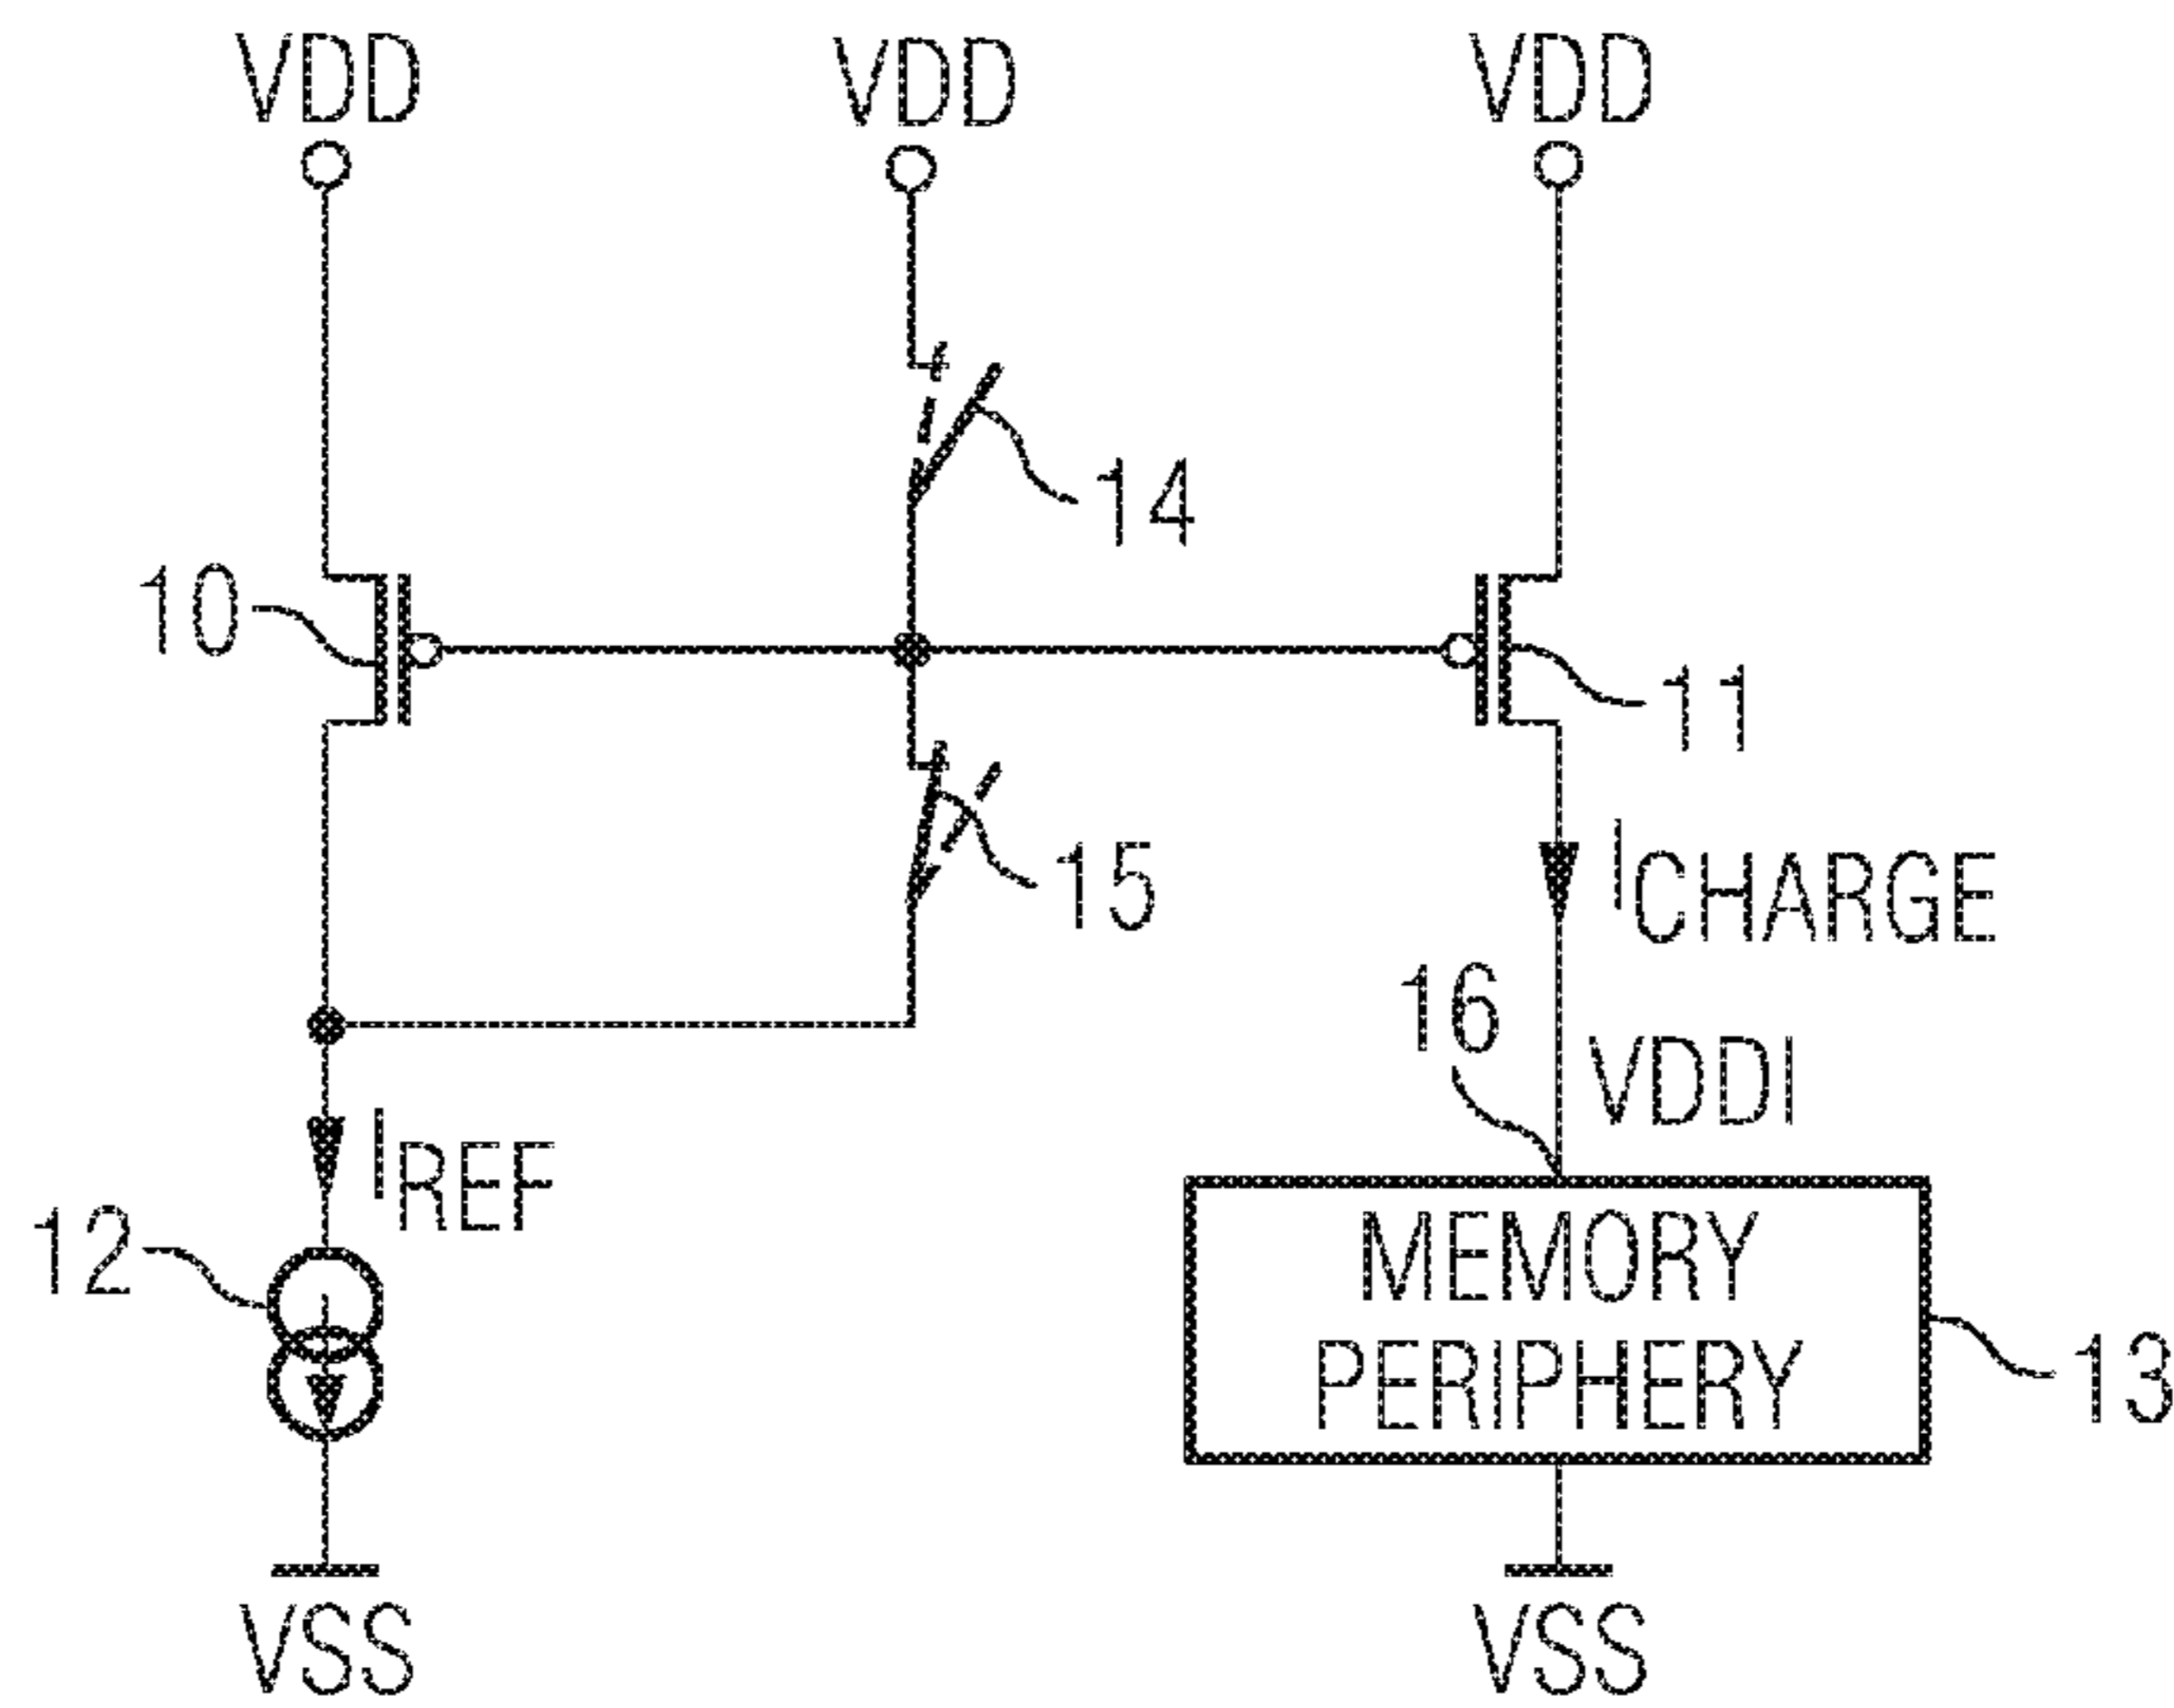 VDD
VDD
VDD
14
10
11
15
ICHARGE
16
VDDI
IREF
12
MEMORY
PERIPHERY
13
VSS
VSS